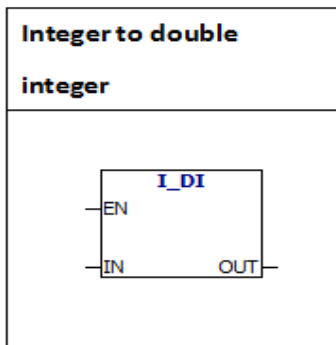 Integer to double
integer
I_DI
EN
IN OUT